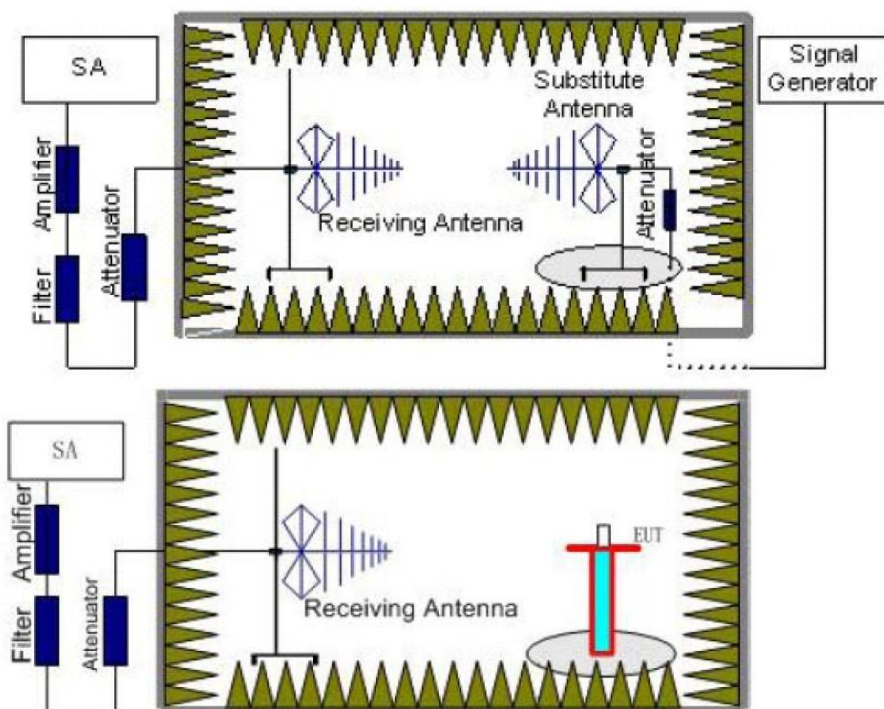 SA
Amplifier
Filter
Attenuator
Receiving Antenna
Substitute
Antenna
Attenuator
Signal
Generator
SA
Amplifier
Filter
Attenuator
Receiving Antenna
EUT